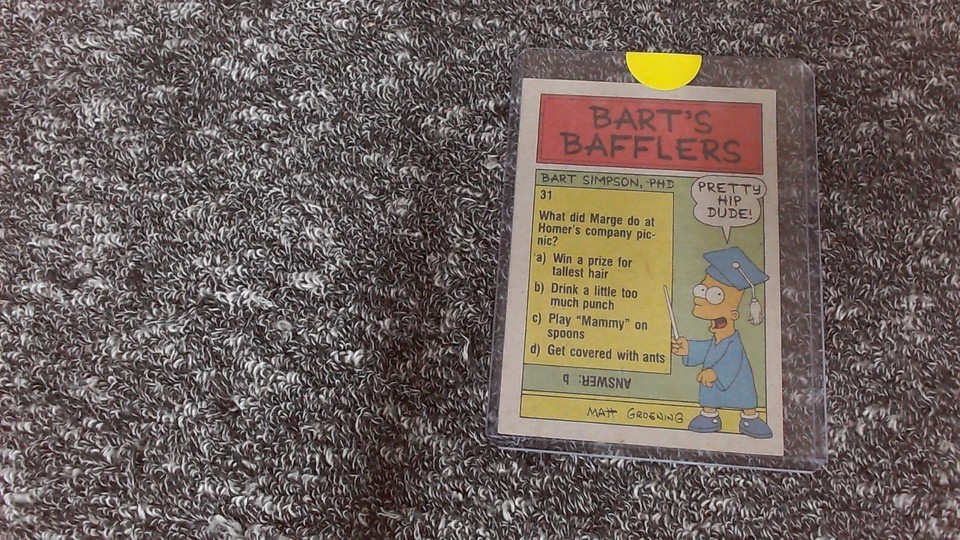 BART'S
BAFFLERS
BART SIMPSON, PHD
PRETTY
HIP
DUDE!
31
What did Marge do at
Homer's company pic-
nic?
a) Win a prize for
tallest hair
b) Drink a little too
much punch
c) Play "Mammy" on
spoons
d) Get covered with ants
ANSWER: b
MATT GROENING